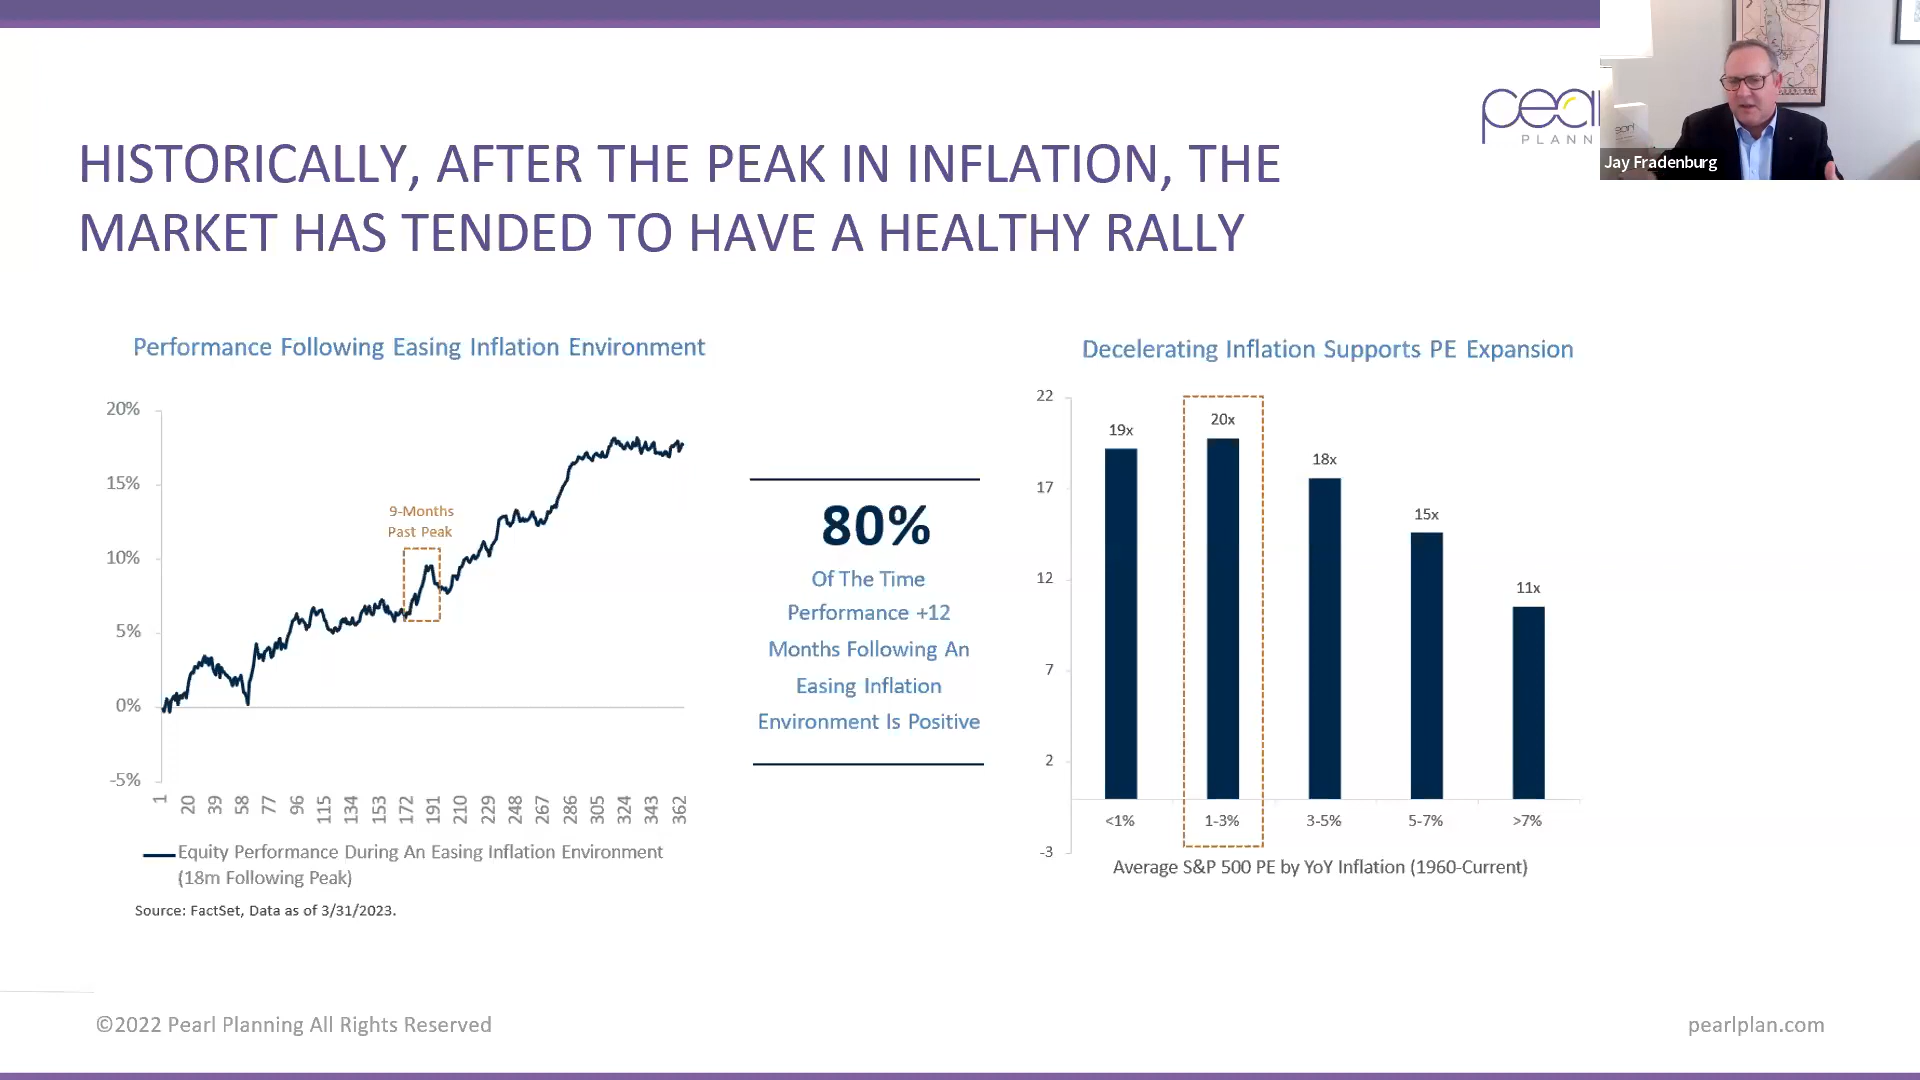 pea
PLANN
Jay Fradenburg
HISTORICALLY, AFTER THE PEAK IN INFLATION, THE
MARKET HAS TENDED TO HAVE A HEALTHY RALLY
Performance Following Easing Inflation Environment
20%
15%
10%
5%
0%
-5%
9-Months
Past Peak
1 20 39 58 77 96 115 134 153 172 191 210 229 248 267 286 305 324 343 362
Equity Performance During An Easing Inflation Environment
(18m Following Peak)
Source: FactSet, Data as of 3/31/2023.
80%
Of The Time
Performance +12
Months Following An
Easing Inflation
Environment Is Positive
Decelerating Inflation Supports PE Expansion
22
17
12
7
2
-3
19x 20x 18x 15x 11x
<1% 1-3% 3-5% 5-7% >7%
Average S&P 500 PE by YoY Inflation (1960-Current)
©2022 Pearl Planning All Rights Reserved
pearlplan.com